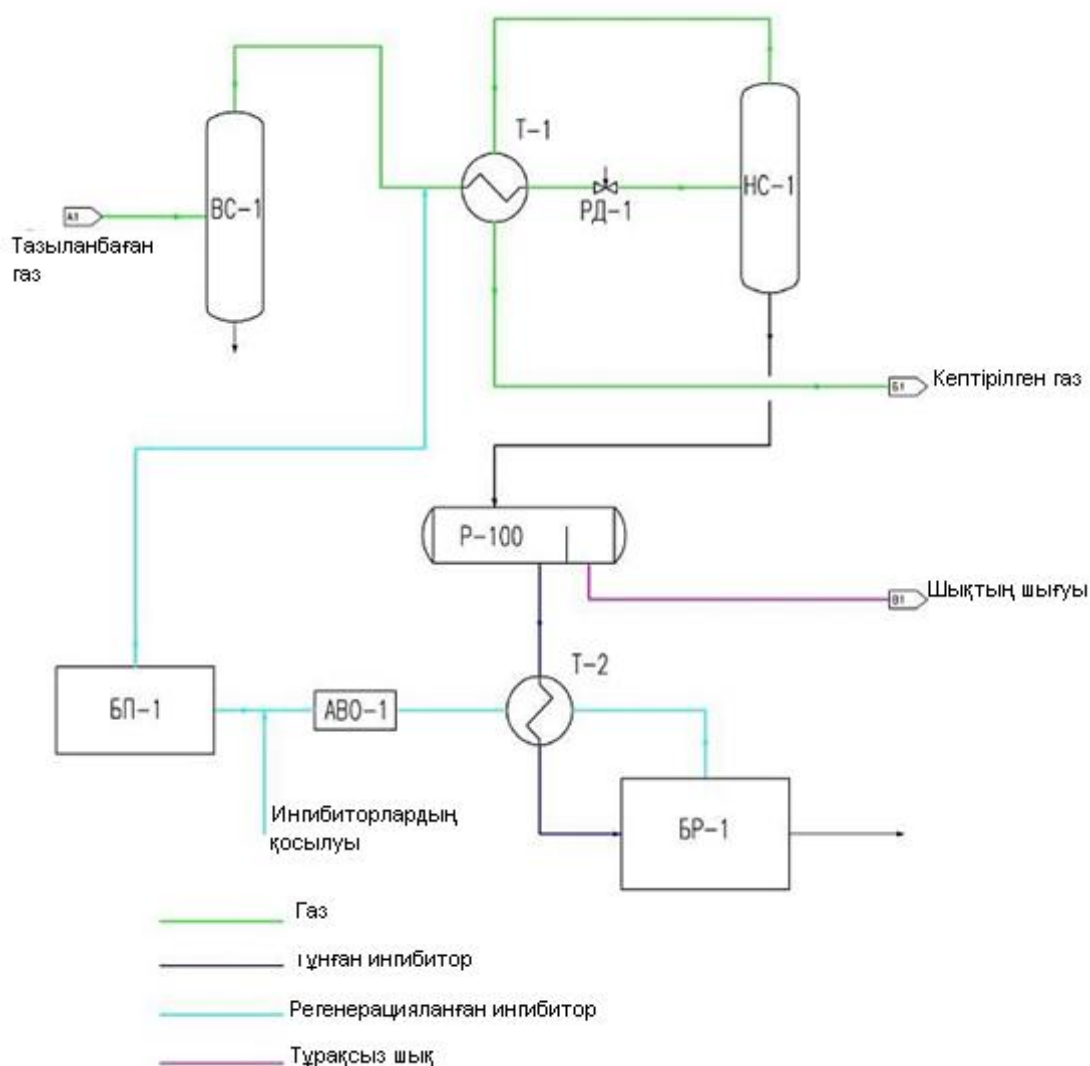 Т-1
ВС-1
НС-1
РД-1
А1
Тазыланбаған
газ
Б1
Кептірілген газ
Р-100
В1
Шықтың шығуы
Т-2
БП-1
АВО-1
Ингибиторлардың
қосылуы
БР-1
Газ
Тұнған ингибитор
Регенерацияланған ингибитор
Тұрақсыз шық